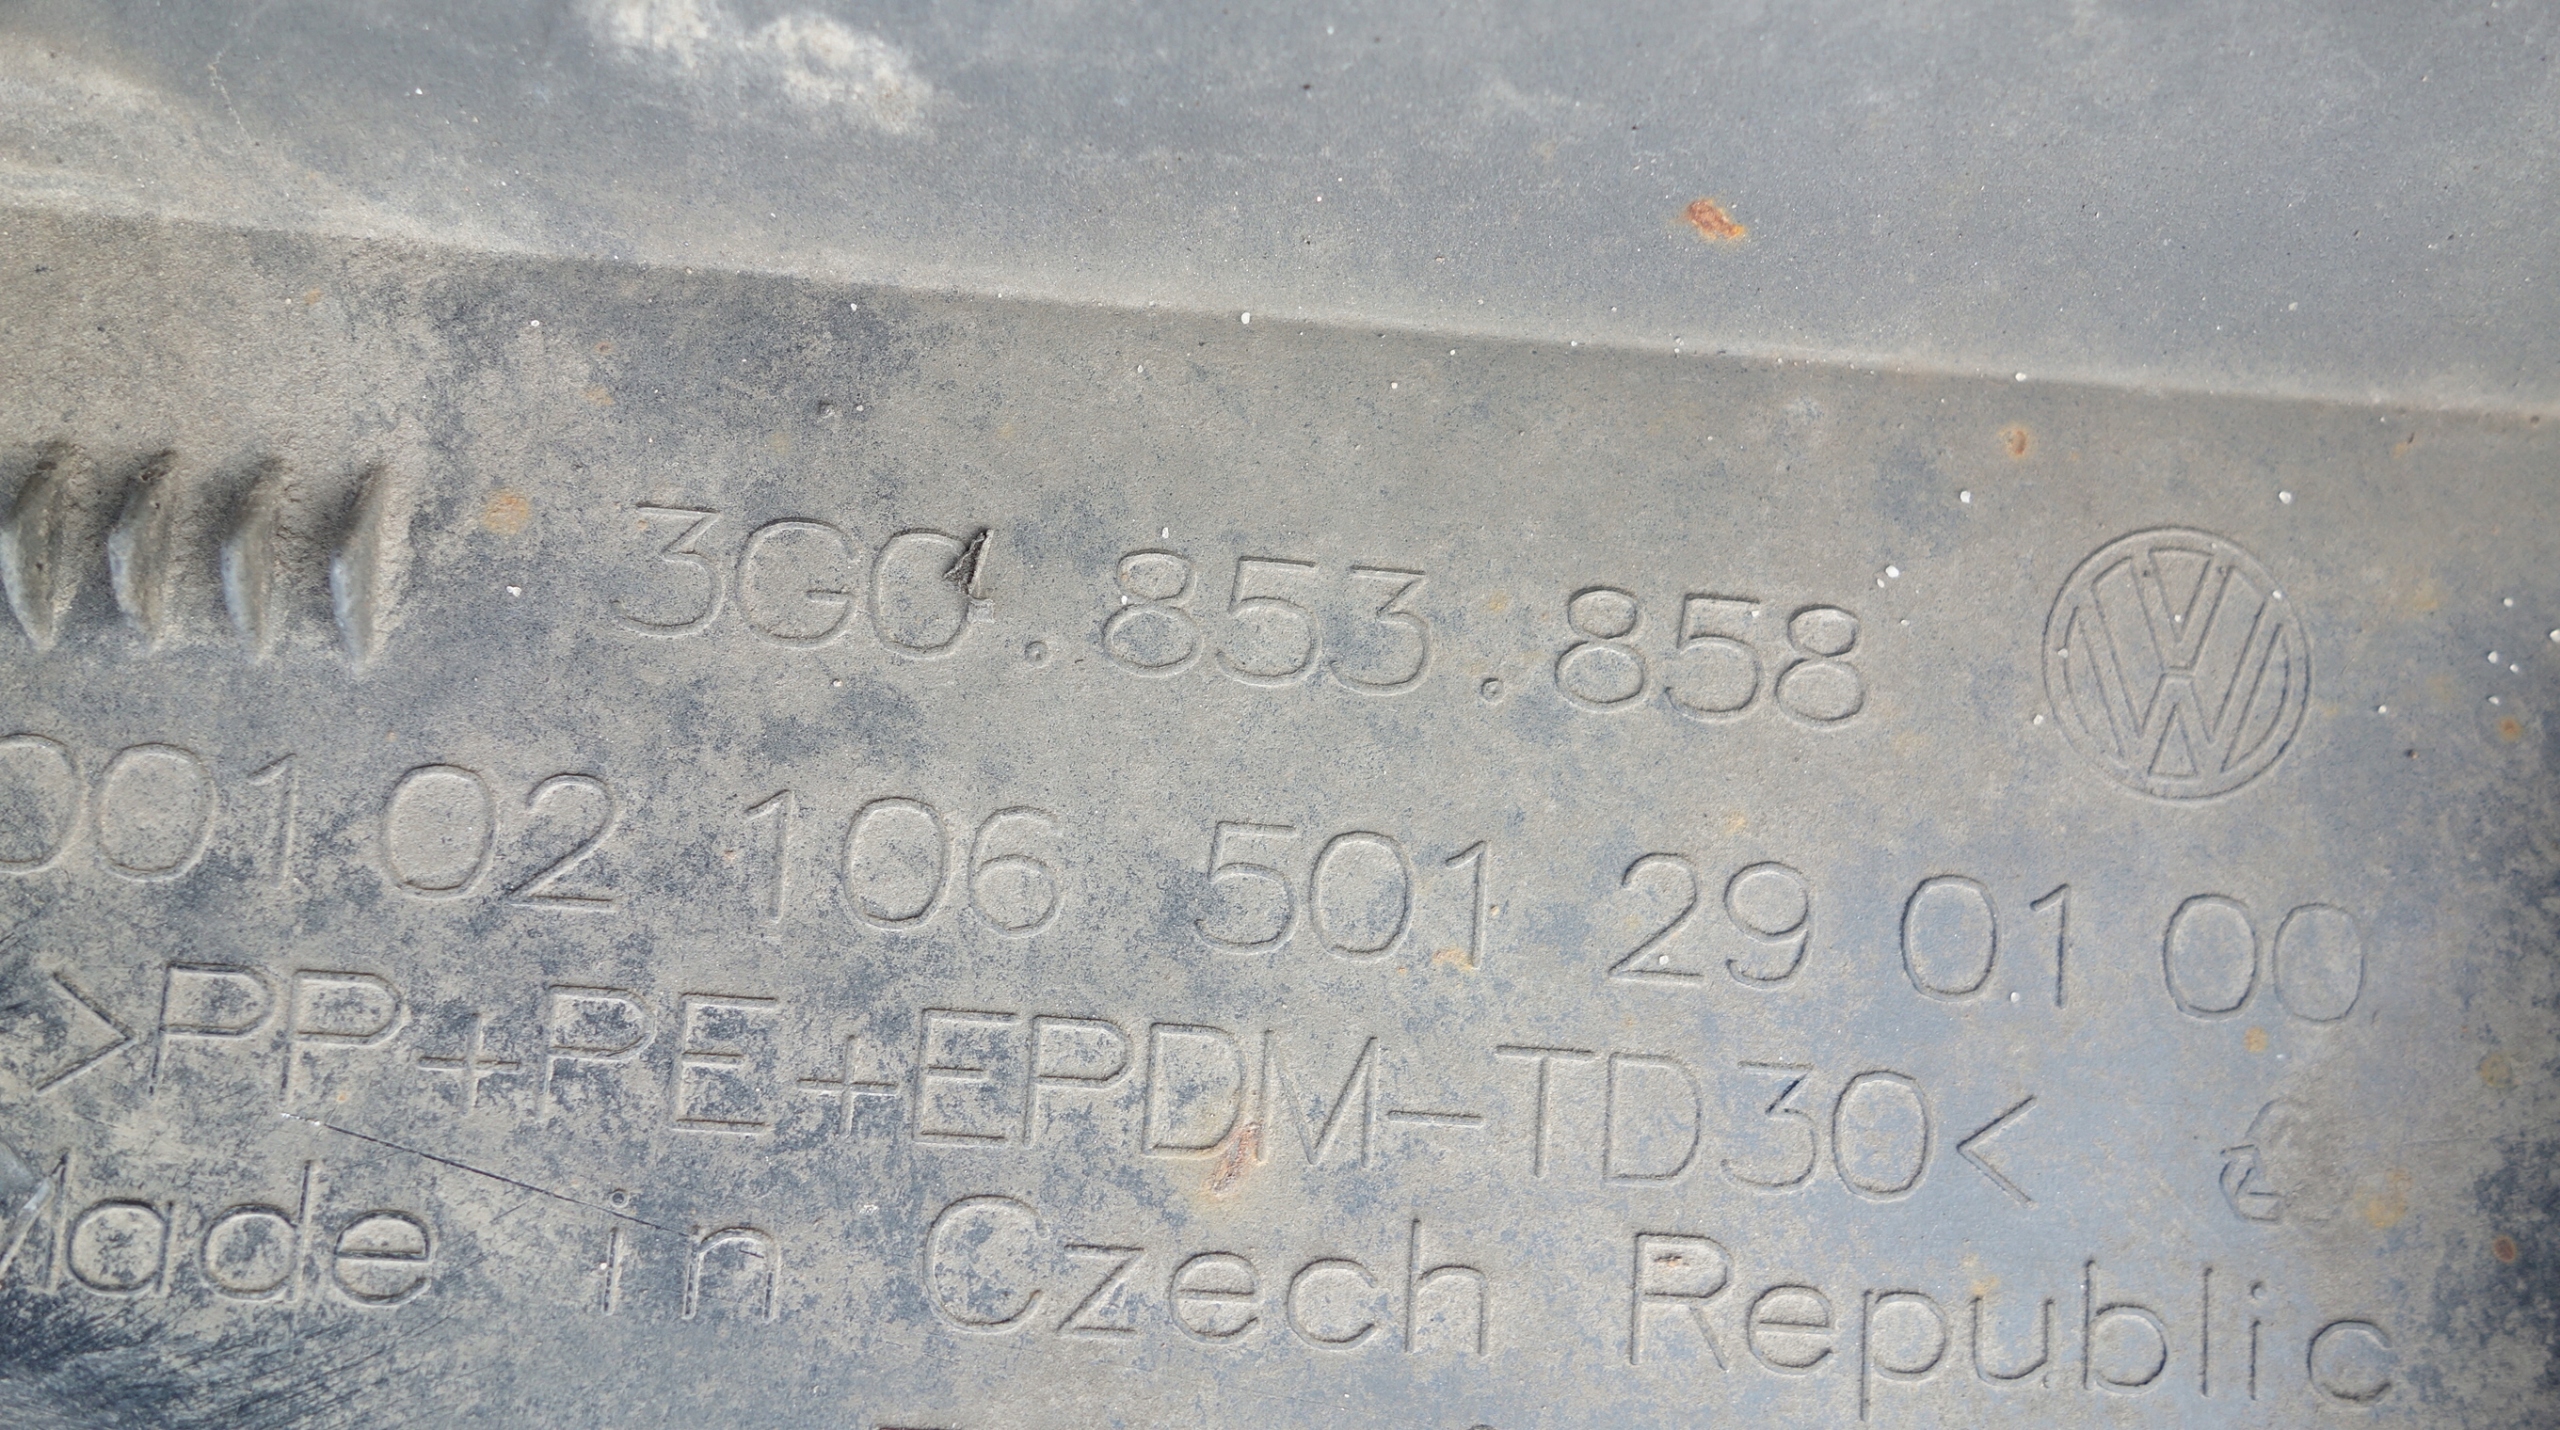 3G0.853.858
001 02 106 501 29 01 00
>PP+PE+EPDM-TD30<
Made in Czech Republic